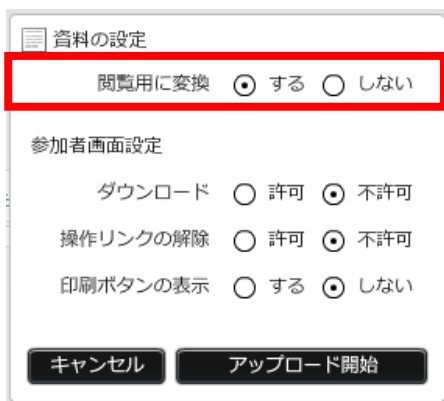 資料の設定
閲覧用に変換 する しない
参加者画面設定
ダウンロード 許可 不許可
操作リンクの解除 許可 不許可
印刷ボタンの表示 する しない
キャンセル アップロード開始